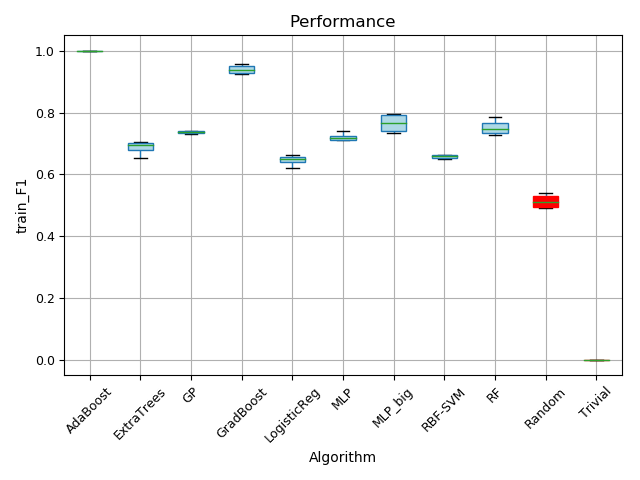 Performance
train_F1
1.0
0.8
0.6
0.4
0.2
0.0
AdaBoost
ExtraTrees
GP
GradBoost
LogisticReg
MLP
MLP_big
RBF-SVM
RF
Random
Trivial
Algorithm